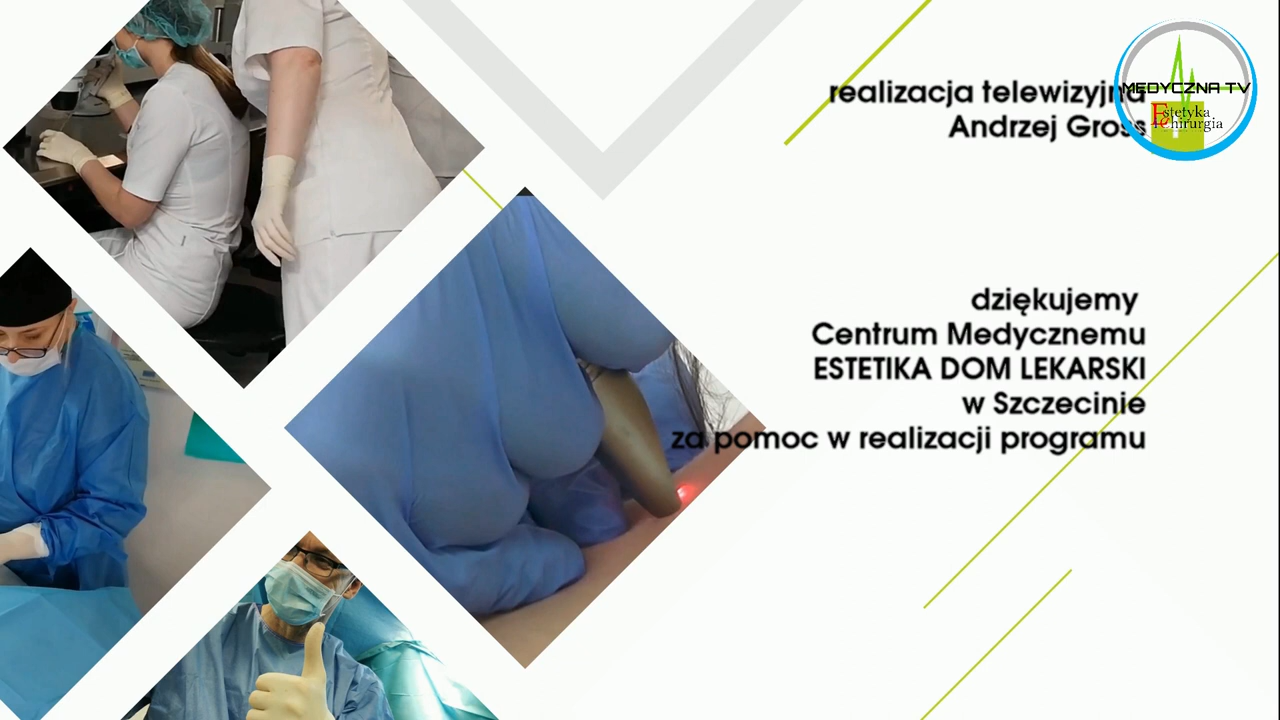 realizacja telewizyjna
Andrzej Gross
MEDYCZNA TV
Estetyka
Chirurgia
dziękujemy
Centrum Medycznemu
ESTETIKA DOM LEKARSKI
w Szczecinie
za pomoc w realizacji programu